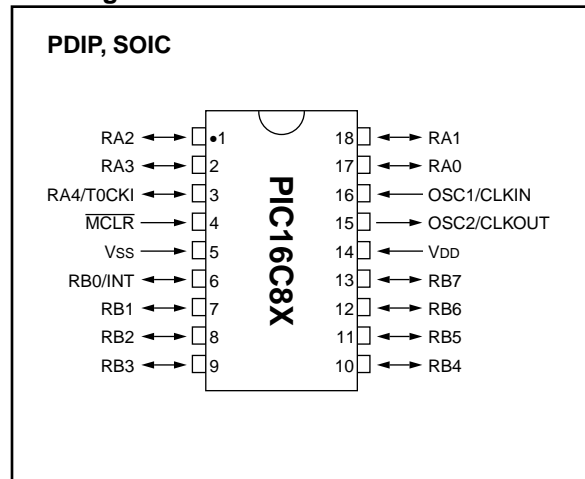 PDIP, SOIC
RA2 •1 18 RA1
RA3 2 17 RA0
RA4/T0CKI 3 16 OSC1/CLKIN
MCLR 4 15 OSC2/CLKOUT
VSS 5 14 VDD
RB0/INT 6 13 RB7
RB1 7 12 RB6
RB2 8 11 RB5
RB3 9 10 RB4
PIC16C8X